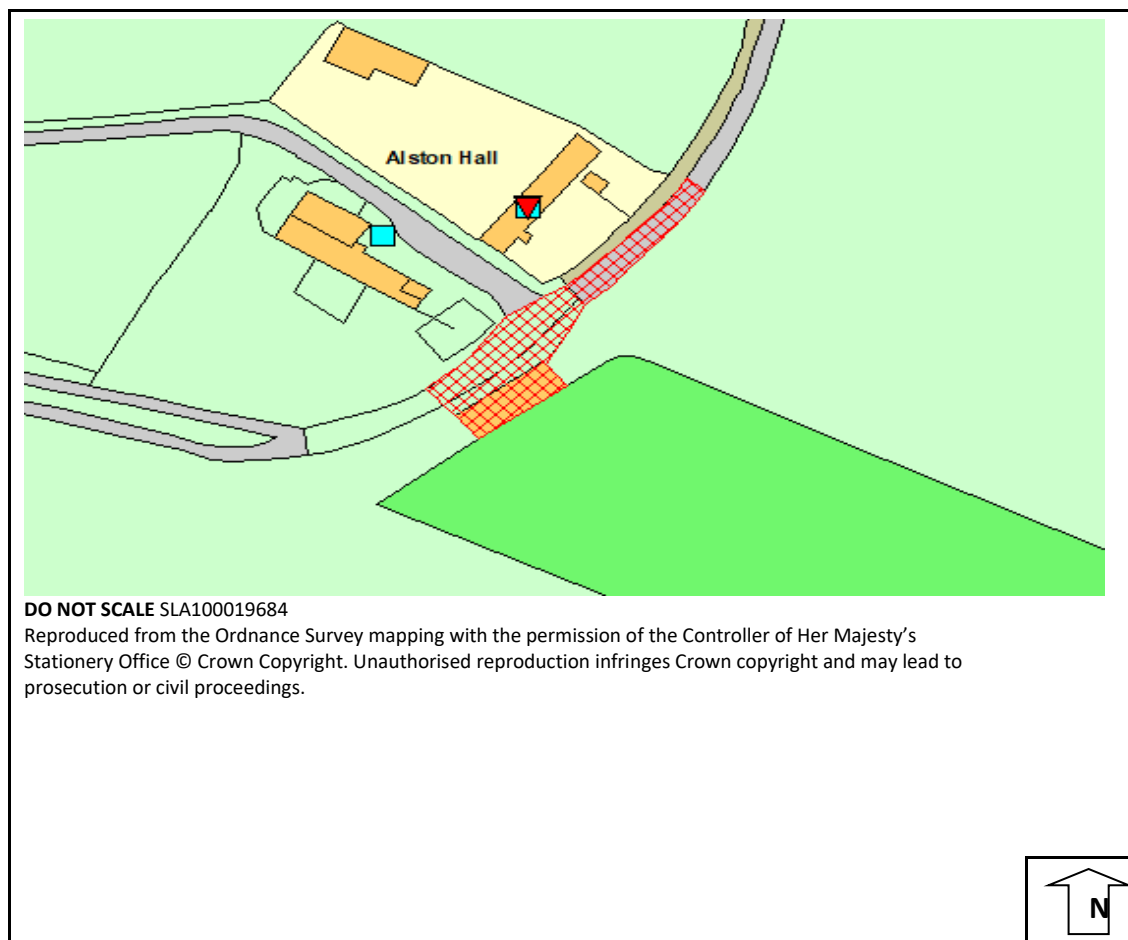 Alston Hall
DO NOT SCALE SLA100019684
Reproduced from the Ordnance Survey mapping with the permission of the Controller of Her Majesty’s
Stationery Office © Crown Copyright. Unauthorised reproduction infringes Crown copyright and may lead to
prosecution or civil proceedings.
N